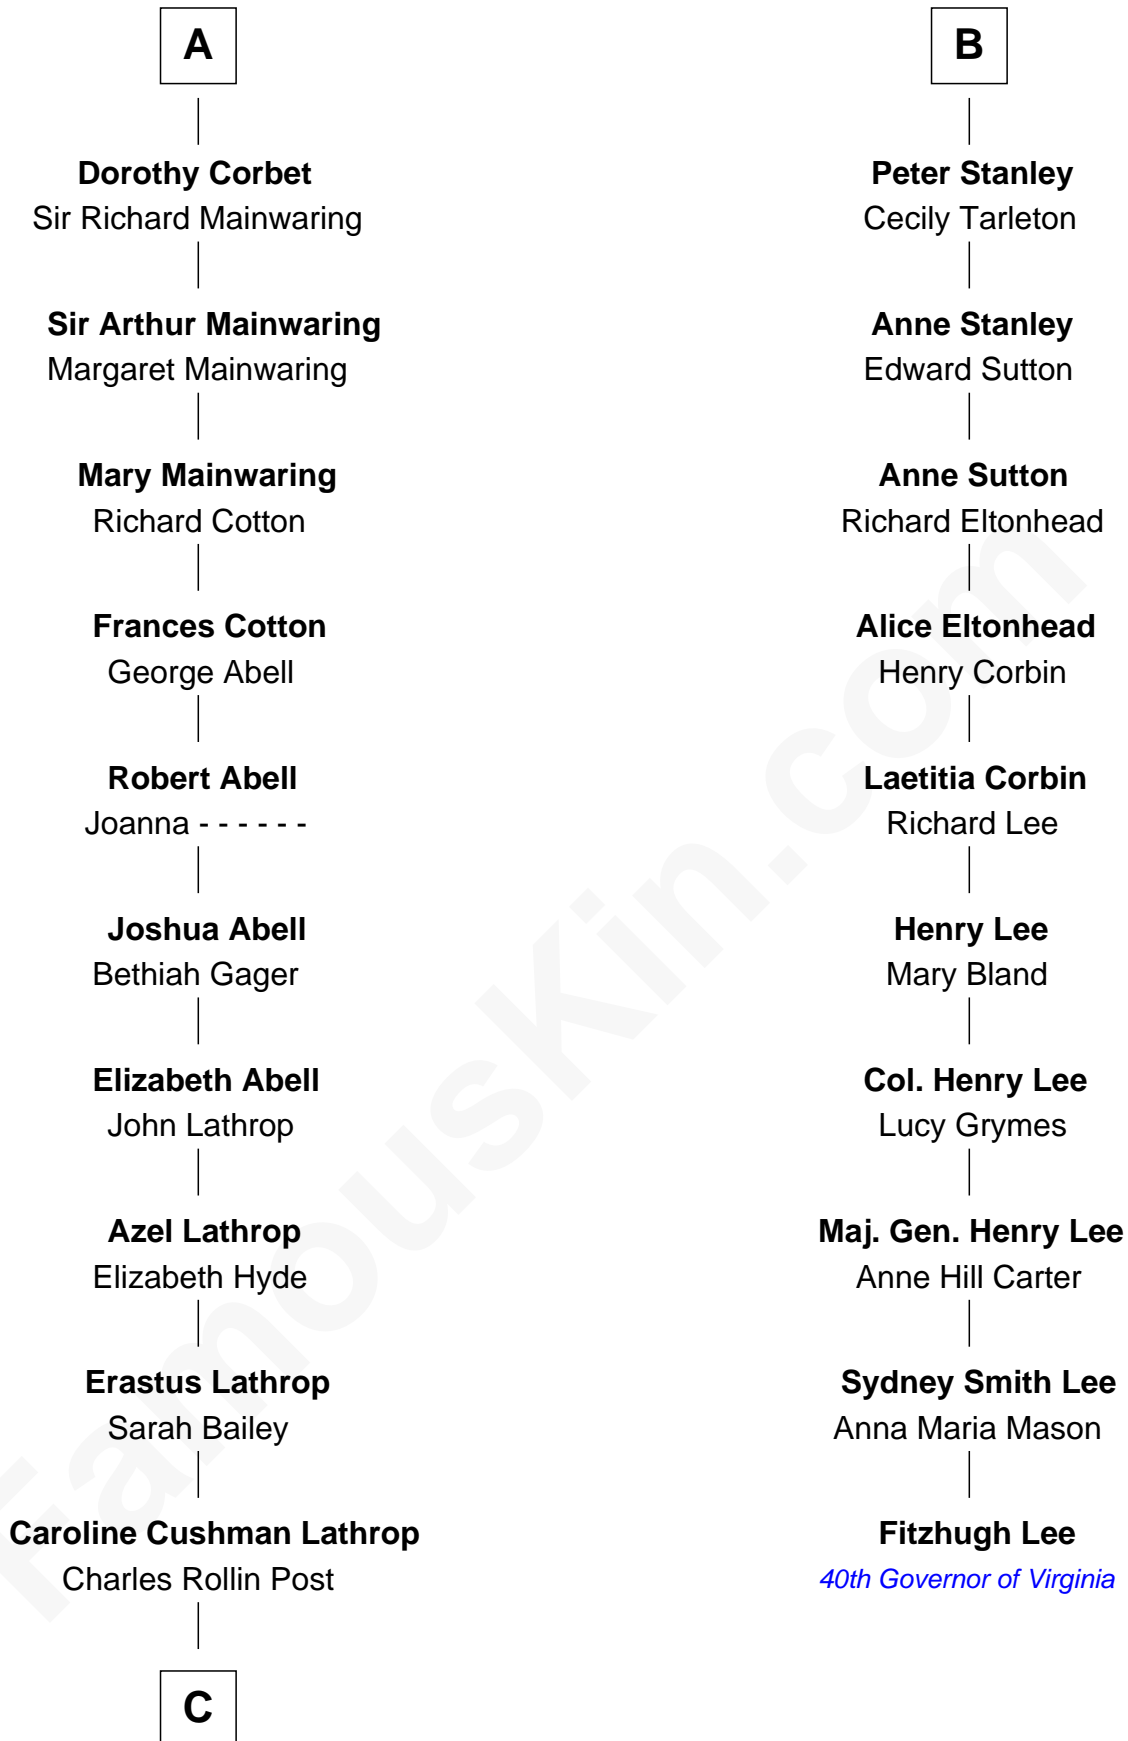 A
Dorothy Corbet
Sir Richard Mainwaring
Sir Arthur Mainwaring
Margaret Mainwaring
Mary Mainwaring
Richard Cotton
Frances Cotton
George Abell
Robert Abell
Joanna - - - - - -
Joshua Abell
Bethiah Gager
Elizabeth Abell
John Lathrop
Azel Lathrop
Elizabeth Hyde
Erastus Lathrop
Sarah Bailey
Caroline Cushman Lathrop
Charles Rollin Post
C
B
Peter Stanley
Cecily Tarleton
Anne Stanley
Edward Sutton
Anne Sutton
Richard Eltonhead
Alice Eltonhead
Henry Corbin
Laetitia Corbin
Richard Lee
Henry Lee
Mary Bland
Col. Henry Lee
Lucy Grymes
Maj. Gen. Henry Lee
Anne Hill Carter
Sydney Smith Lee
Anna Maria Mason
Fitzhugh Lee
40th Governor of Virginia
FamousKin.com